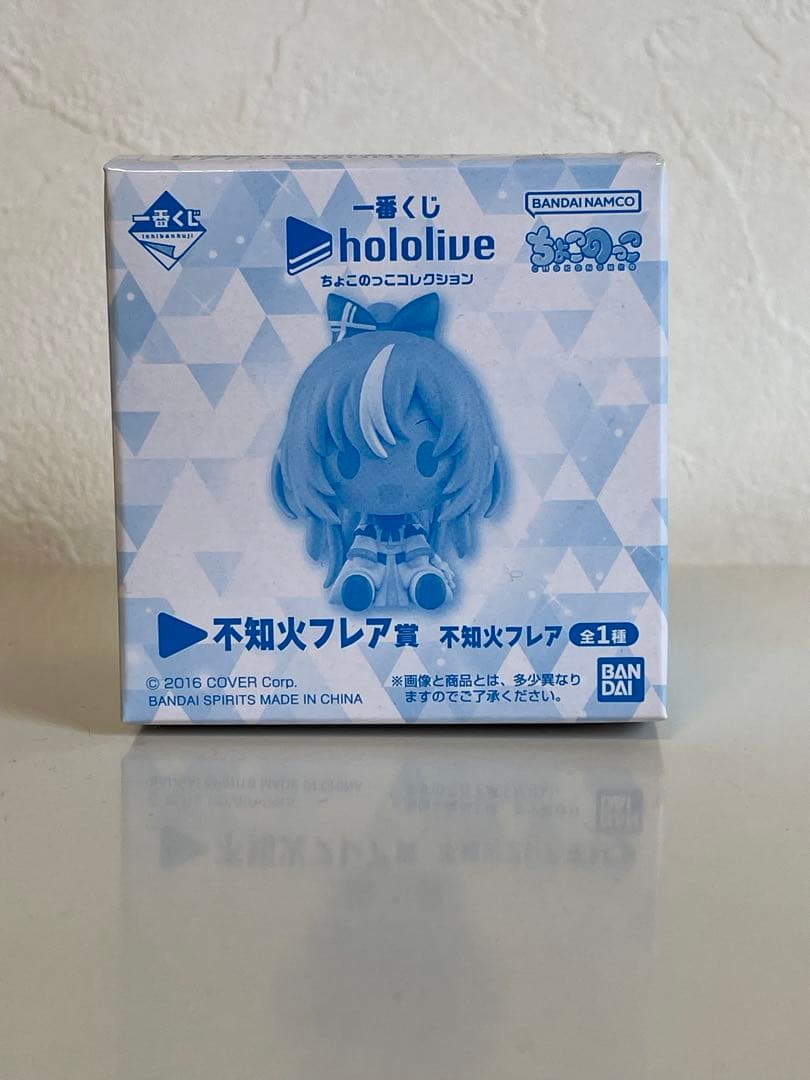 一番くじ
ichibankuji
一番くじ
hololive
ちょこのっこコレクション
BANDAI NAMCO
ちょこのっこ
CHOKONOKKO
不知火フレア賞 不知火フレア 全1種
© 2016 COVER Corp.
BANDAI SPIRITS MADE IN CHINA
※画像と商品とは、多少異なり
ますのでご了承ください。
BAN
DAI